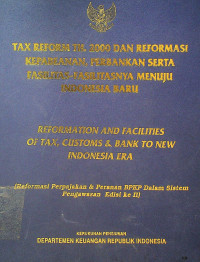 TAX REFORM TH. 2000 DAN REFORMASI
KEPABEANAN, PERBANKAN SERTA
FASILITAS-FASILITASNYA MENUJU
INDONESIA BARU
REFORMATION AND FACILITIES
OF TAX, CUSTOMS & BANK TO NEW
INDONESIA ERA
(Reformasi Perpajakan & Peranan BPKP Dalam Sistem
Pengawasan Edisi ke II)
DEPARTEMEN KEUANGAN REPUBLIK INDONESIA